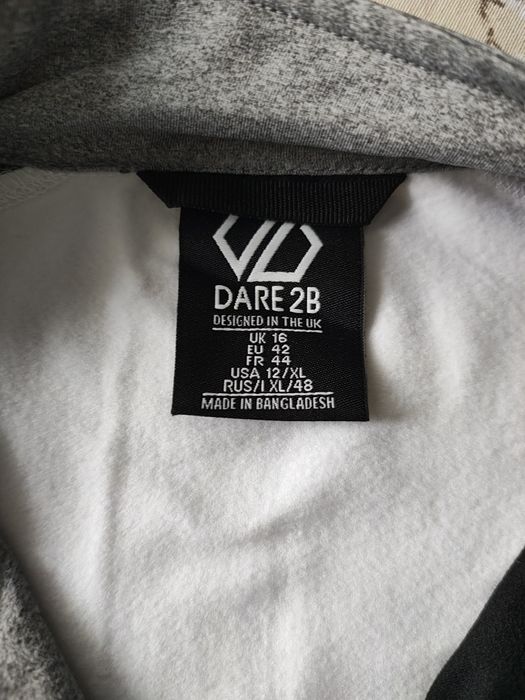 DARE 2B
DESIGNED IN THE UK
UK 16
EU 42
FR 44
USA 12/XL
RUS/I XL/48
MADE IN BANGLADESH